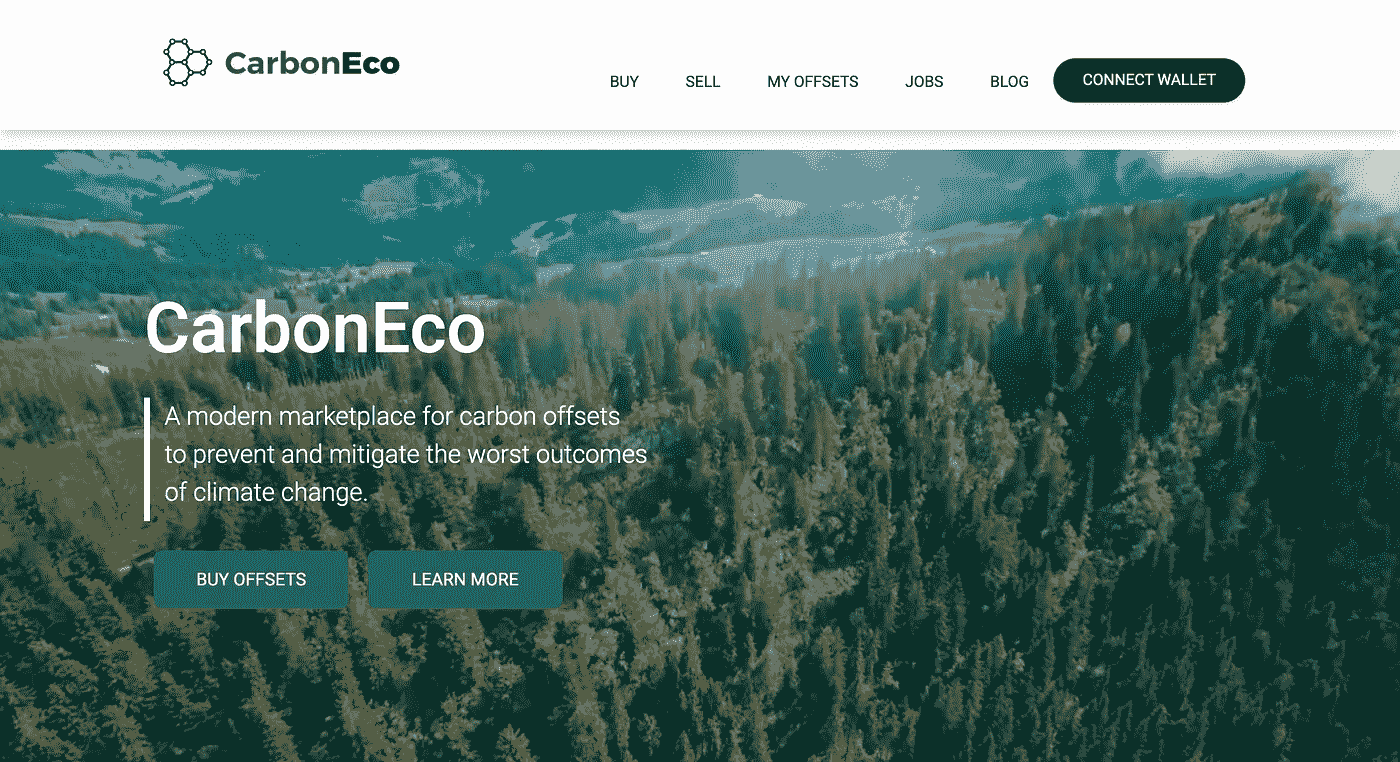 CarbonEco
BUY SELL MY OFFSETS JOBS BLOG CONNECT WALLET
CarbonEco
A modern marketplace for carbon offsets
to prevent and mitigate the worst outcomes
of climate change.
BUY OFFSETS LEARN MORE